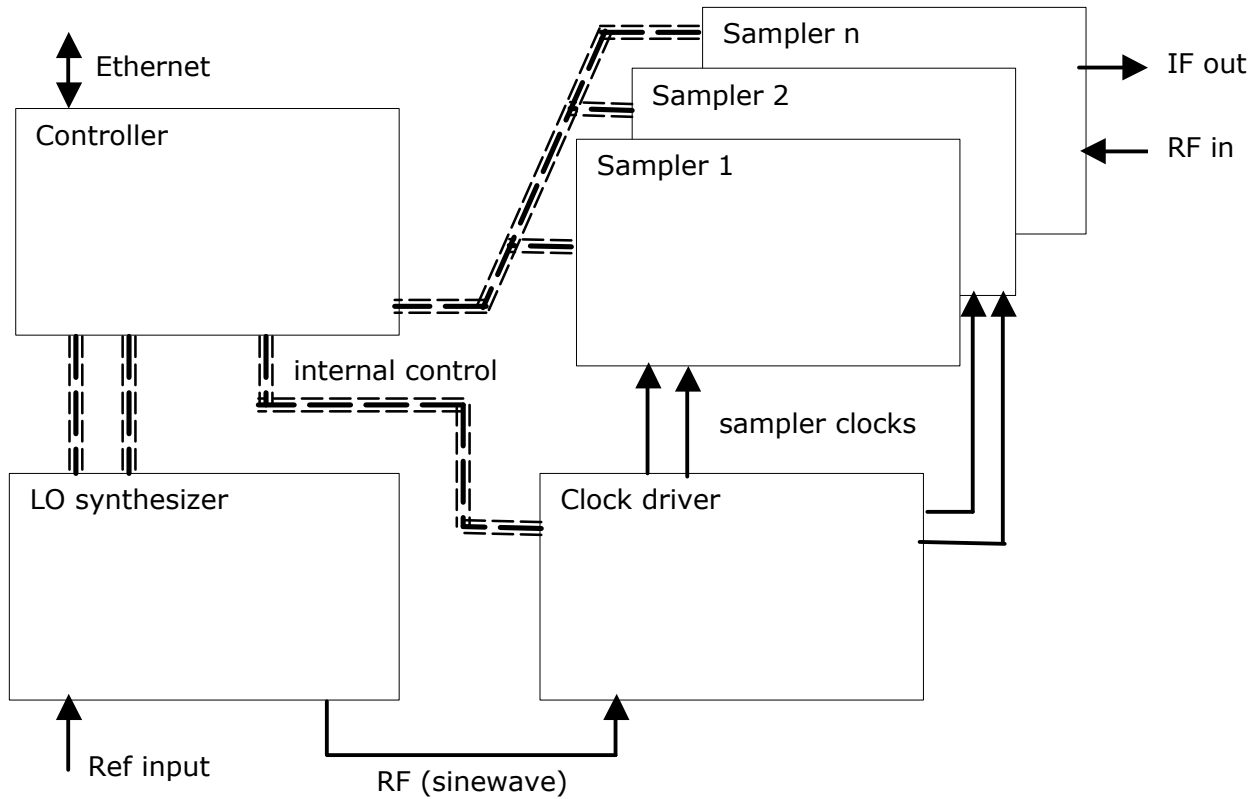 Sampler n
Ethernet
IF out
Sampler 2
Controller
RF in
Sampler 1
internal control
sampler clocks
LO synthesizer
Clock driver
Ref input
RF (sinewave)